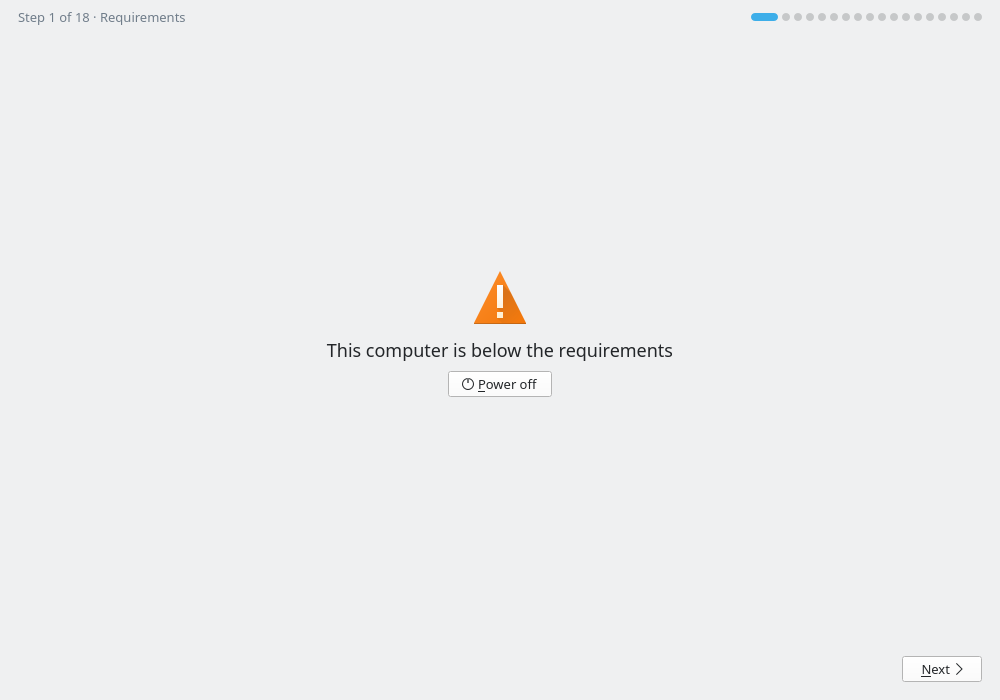 Step 1 of 18 · Requirements
This computer is below the requirements
Power off
Next